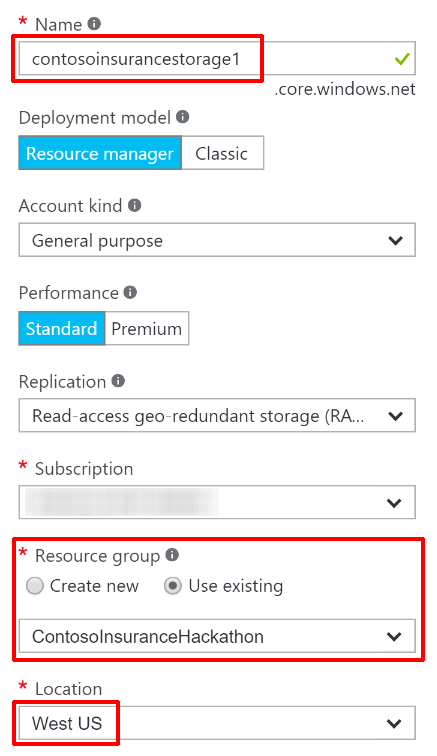 * Name
contosoinsurancestorage1
.core.windows.net
Deployment model
Resource manager Classic
Account kind
General purpose
Performance
Standard Premium
Replication
Read-access geo-redundant storage (RA...
* Subscription
* Resource group
Create new Use existing
ContosoInsuranceHackathon
* Location
West US